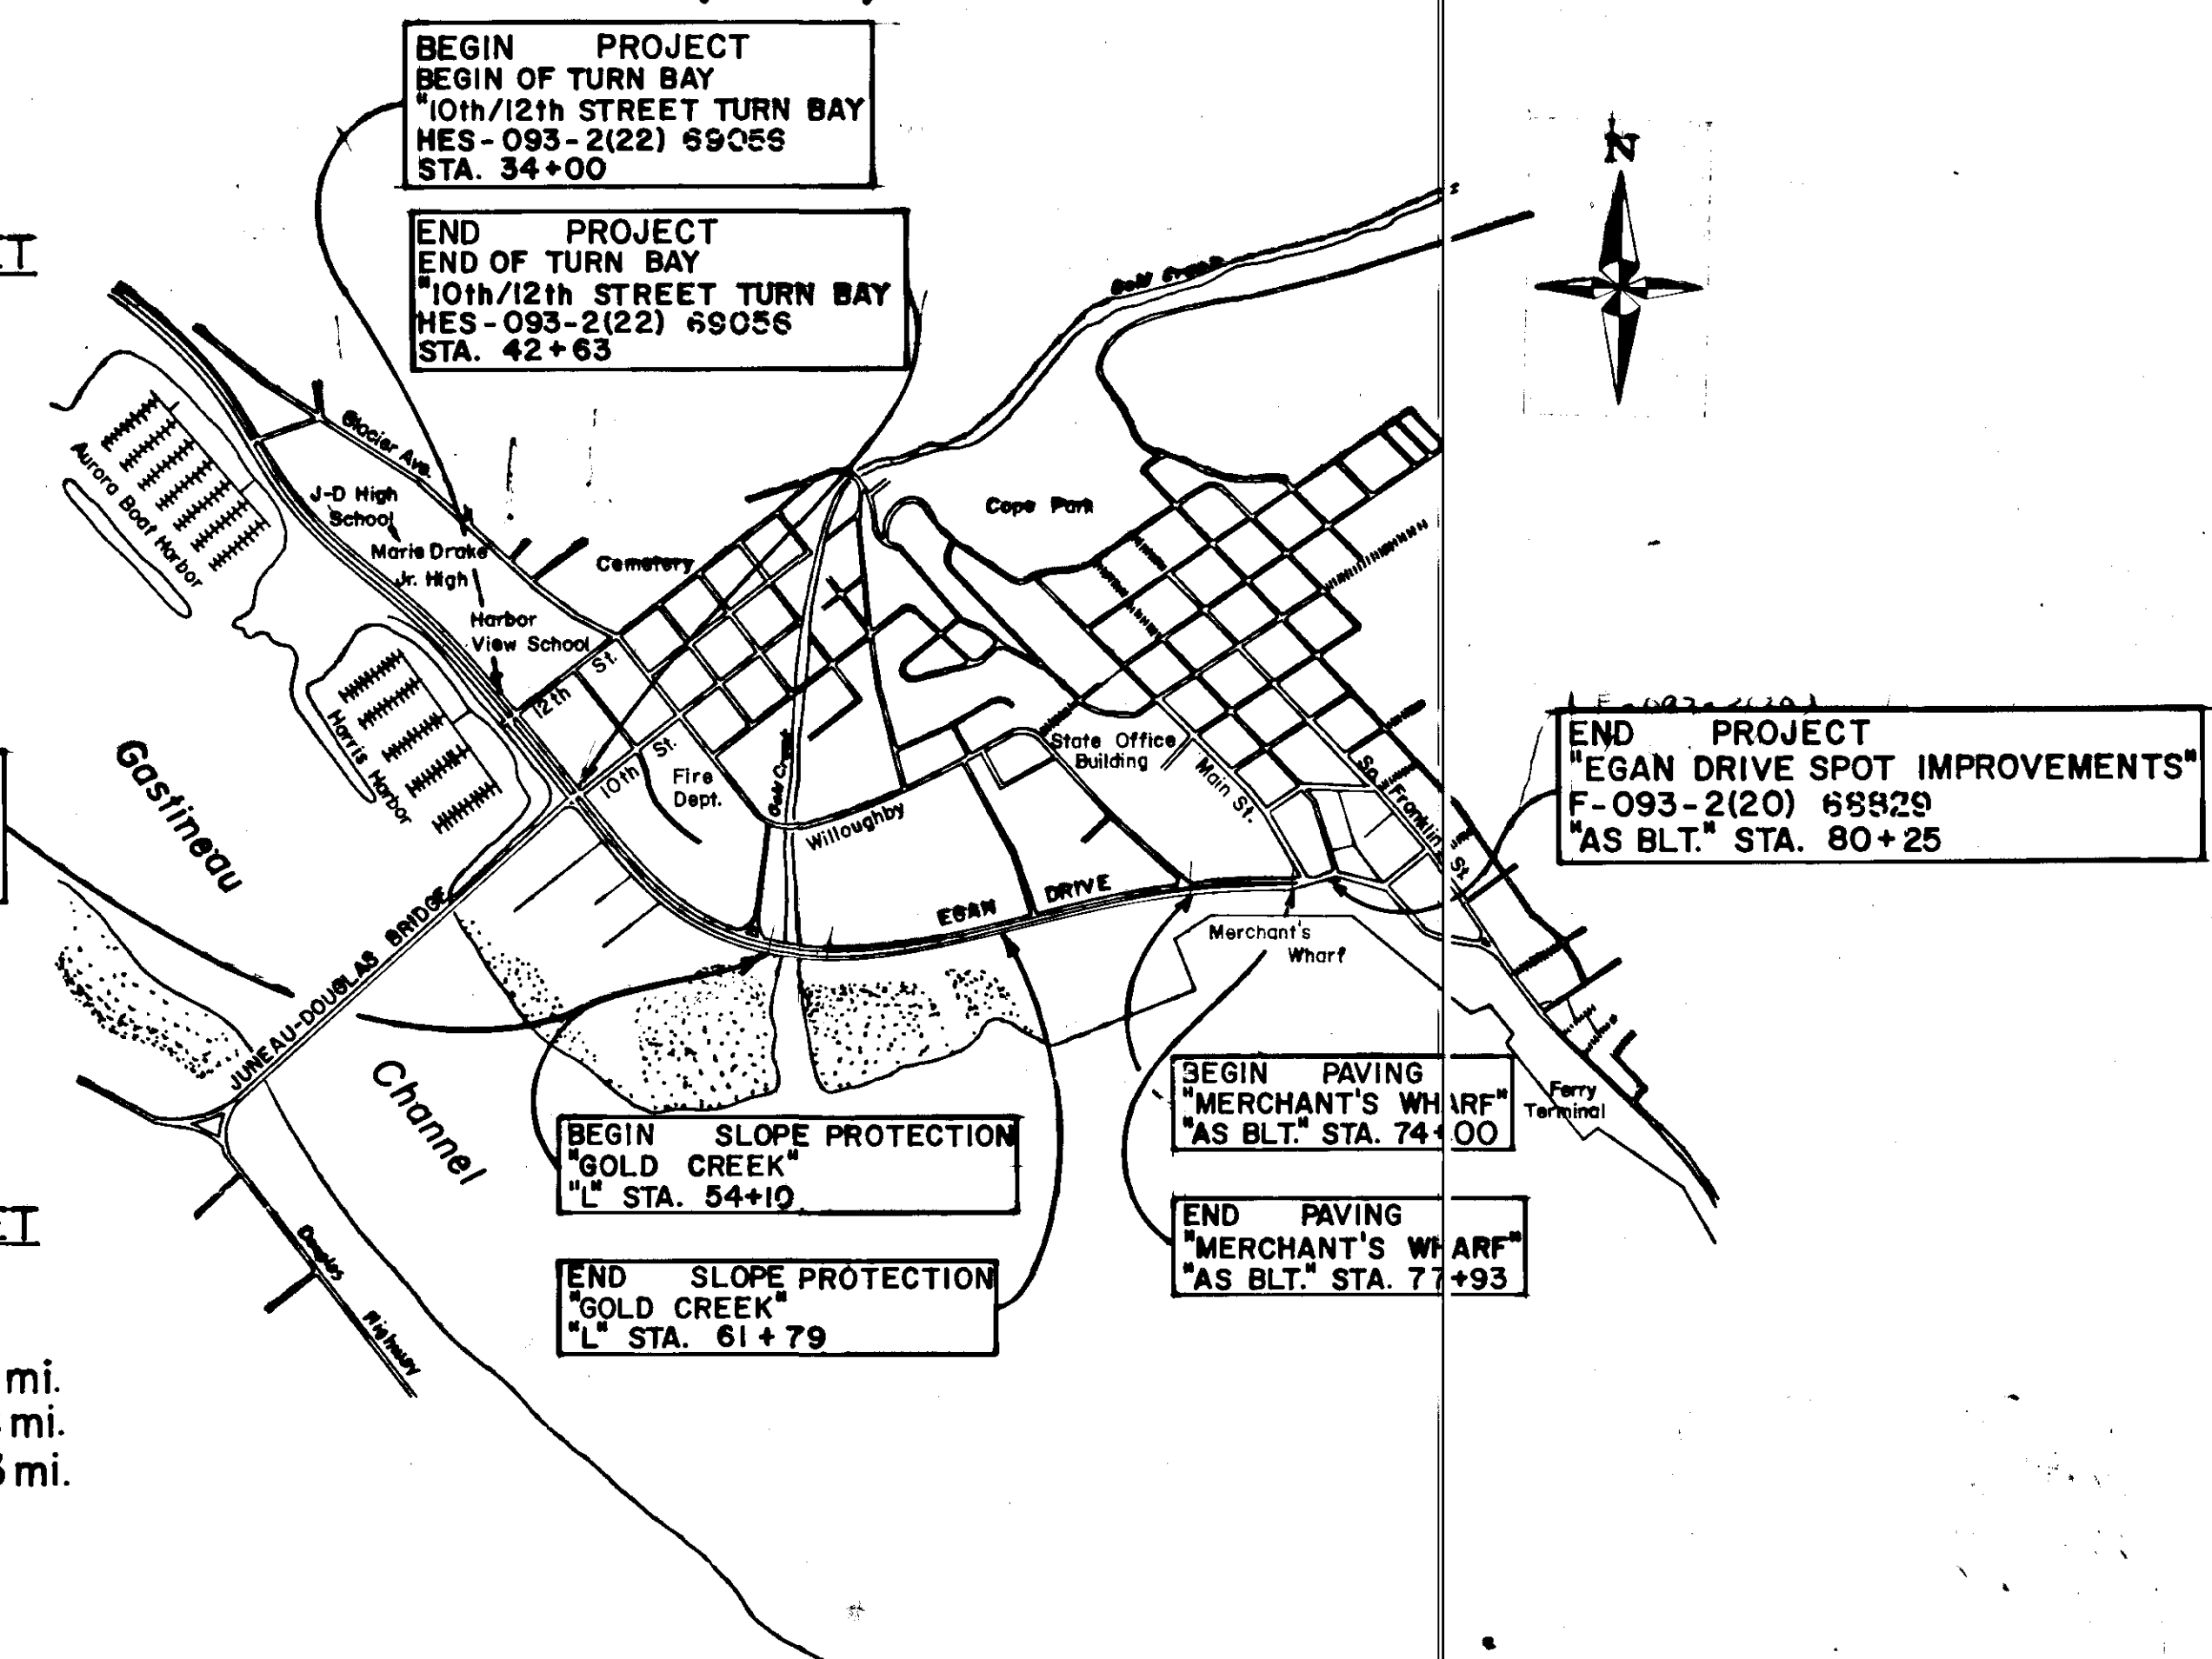 BEGIN PROJECT
BEGIN OF TURN BAY
"10th/12th STREET TURN BAY
HES-093-2(22) 69056
STA. 34+00
END PROJECT
END OF TURN BAY
"10th/12th STREET TURN BAY
HES-093-2(22) 69056
STA. 42+63
N
Gold Creek
Glacier Ave.
Aurora Boat Harbor
J-D High
School
Marie Drake
Jr. High
Harbor
View School
Cemetery
Cope Park
12th St.
10th St.
Harris Harbor
Fire
Dept.
Gold Creek
Willoughby
State Office
Building
Main St.
So. Franklin St.
END PROJECT
"EGAN DRIVE SPOT IMPROVEMENTS"
F-093-2(20) 68829
"AS BLT." STA. 80+25
Gastineau
Channel
JUNEAU-DOUGLAS BRIDGE
EGAN DRIVE
Merchant's
Wharf
Ferry
Terminal
BEGIN PAVING
"MERCHANT'S WHARF"
"AS BLT." STA. 74+00
END PAVING
"MERCHANT'S WHARF"
"AS BLT." STA. 77+93
BEGIN SLOPE PROTECTION
"GOLD CREEK"
"L" STA. 54+10
END SLOPE PROTECTION
"GOLD CREEK"
"L" STA. 61+79
Douglas Highway
mi.
mi.
mi.